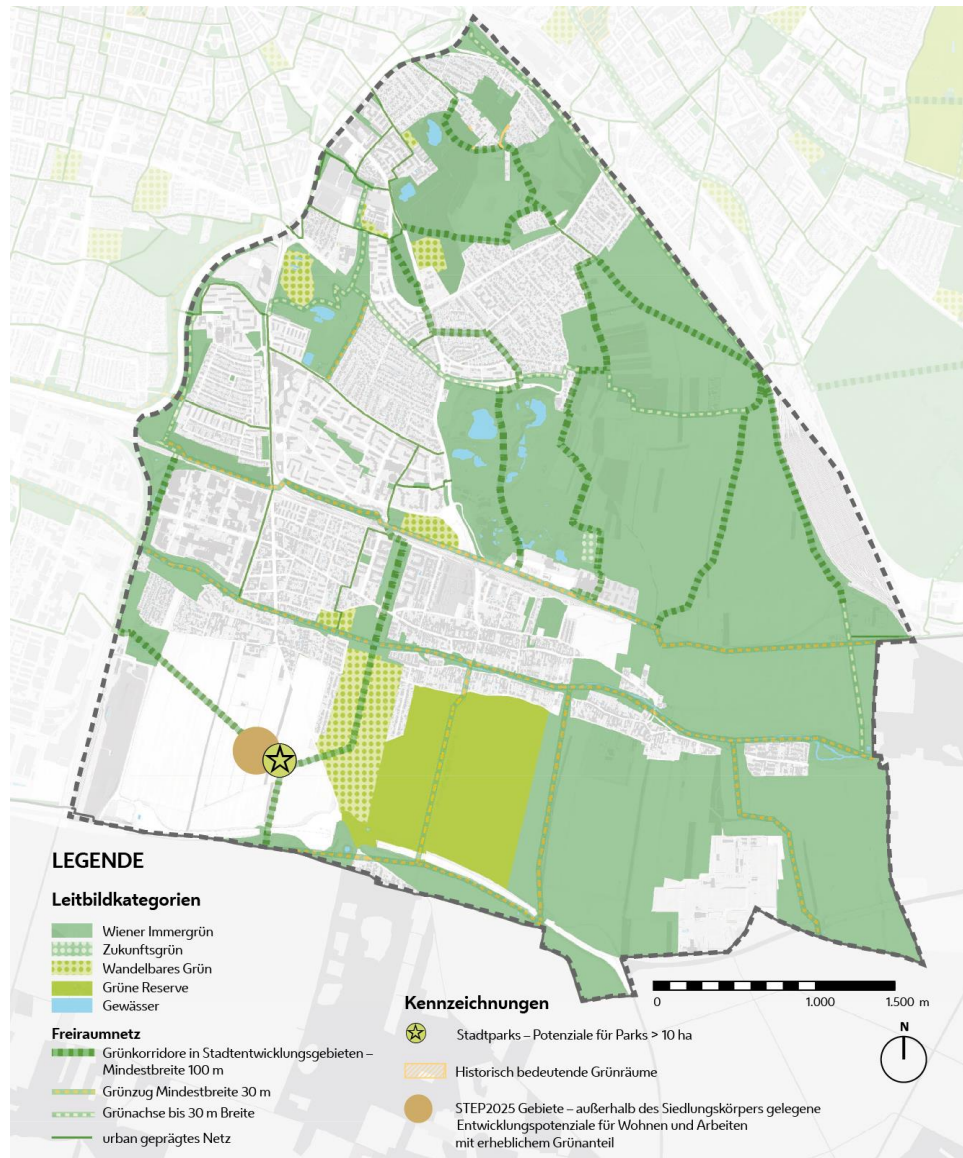 LEGENDE
Leitbildkategorien
Wiener Immergrün
Zukunftsgrün
Wandelbares Grün
Grüne Reserve
Gewässer
Freiraumnetz
Grünkorridore in Stadtentwicklungsgebieten –
Mindestbreite 100 m
Grünzug Mindestbreite 30 m
Grünachse bis 30 m Breite
urban geprägtes Netz
Kennzeichnungen
Stadtparks – Potenziale für Parks > 10 ha
Historisch bedeutende Grünräume
STEP2025 Gebiete – außerhalb des Siedlungskörpers gelegene
Entwicklungspotenziale für Wohnen und Arbeiten
mit erheblichem Grünanteil
0 1.000 1.500 m
N